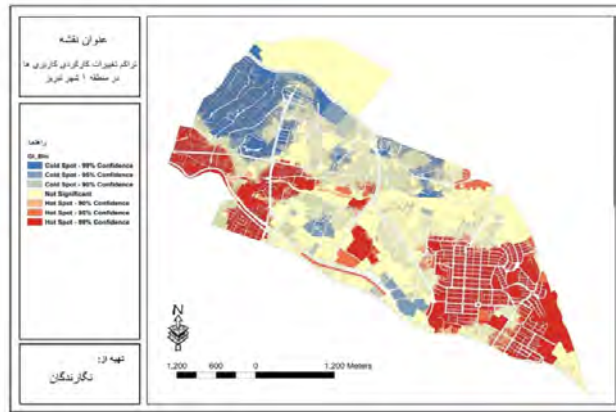 عنوان نقشه
تراکم تغییرات کارکردی کاربری ها
در منطقه ۱ شهر تبریز
راهنما
Gi_Bin
Cold Spot - 99% Confidence
Cold Spot - 95% Confidence
Cold Spot - 90% Confidence
Not Significant
Hot Spot - 90% Confidence
Hot Spot - 95% Confidence
Hot Spot - 99% Confidence
تهیه از:
نگارندگان
N
1,200 600 0 1,200 Meters